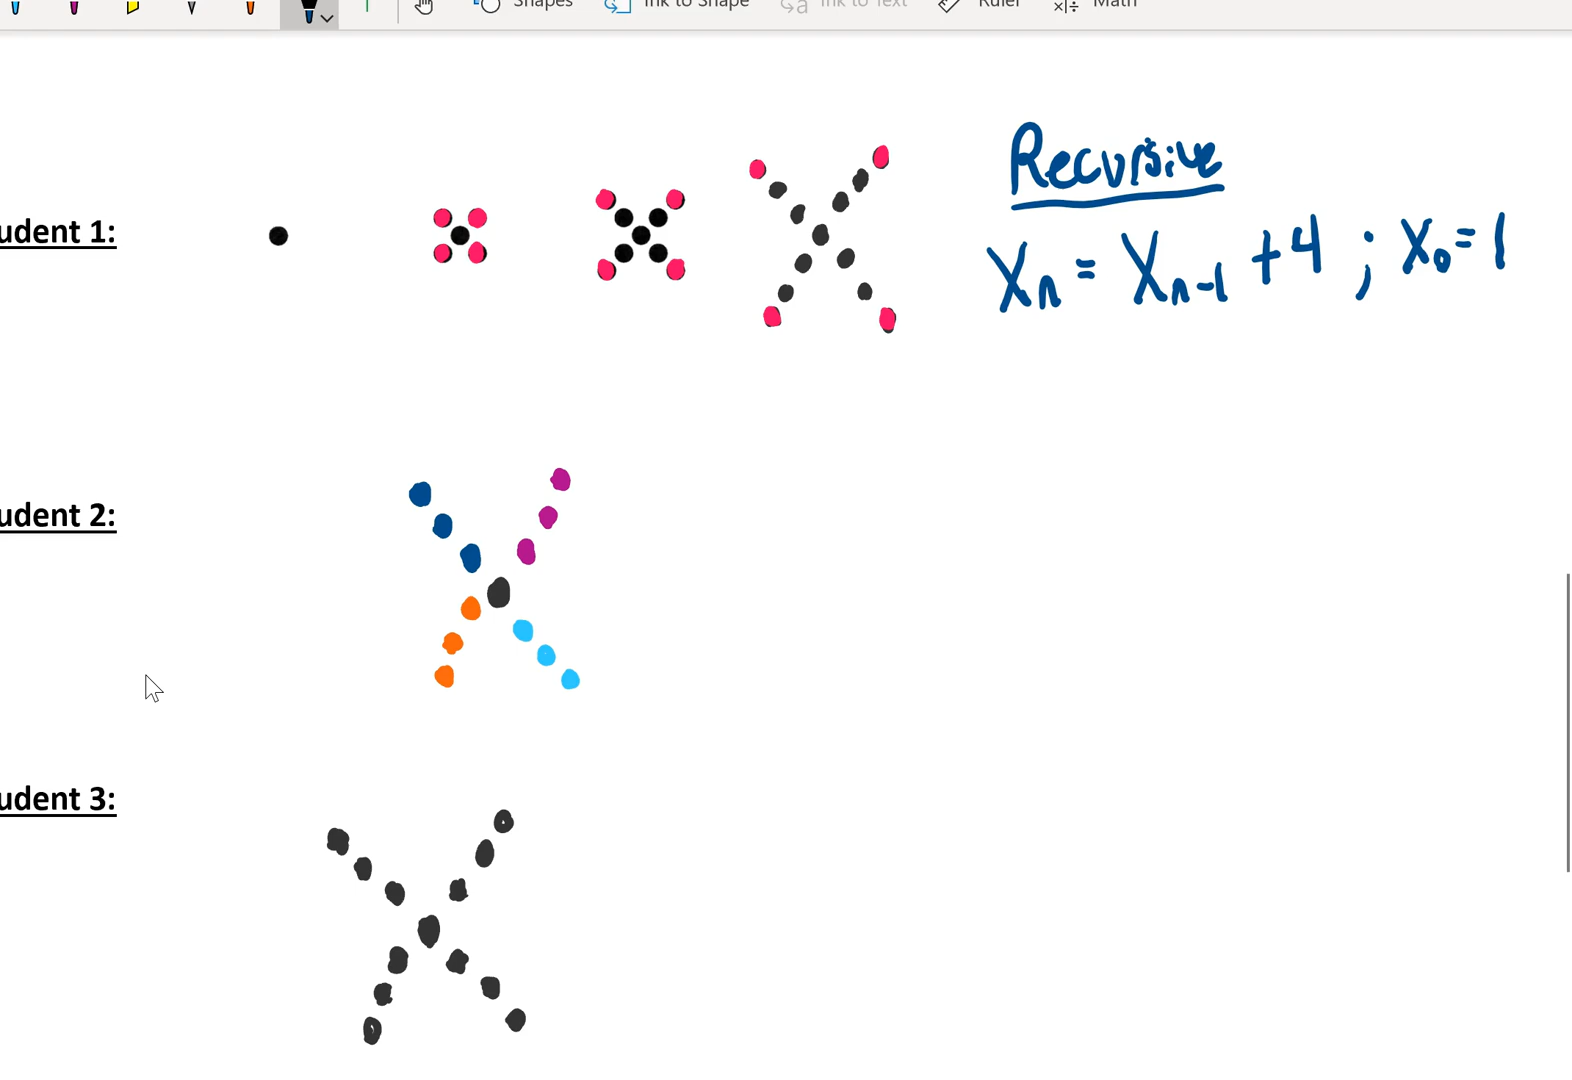 Shapes Ink to Shape Ink to Text Ruler Math
Recursive
udent 1:
Xn = Xn-1 + 4 ; X0 = 1
udent 2:
udent 3: